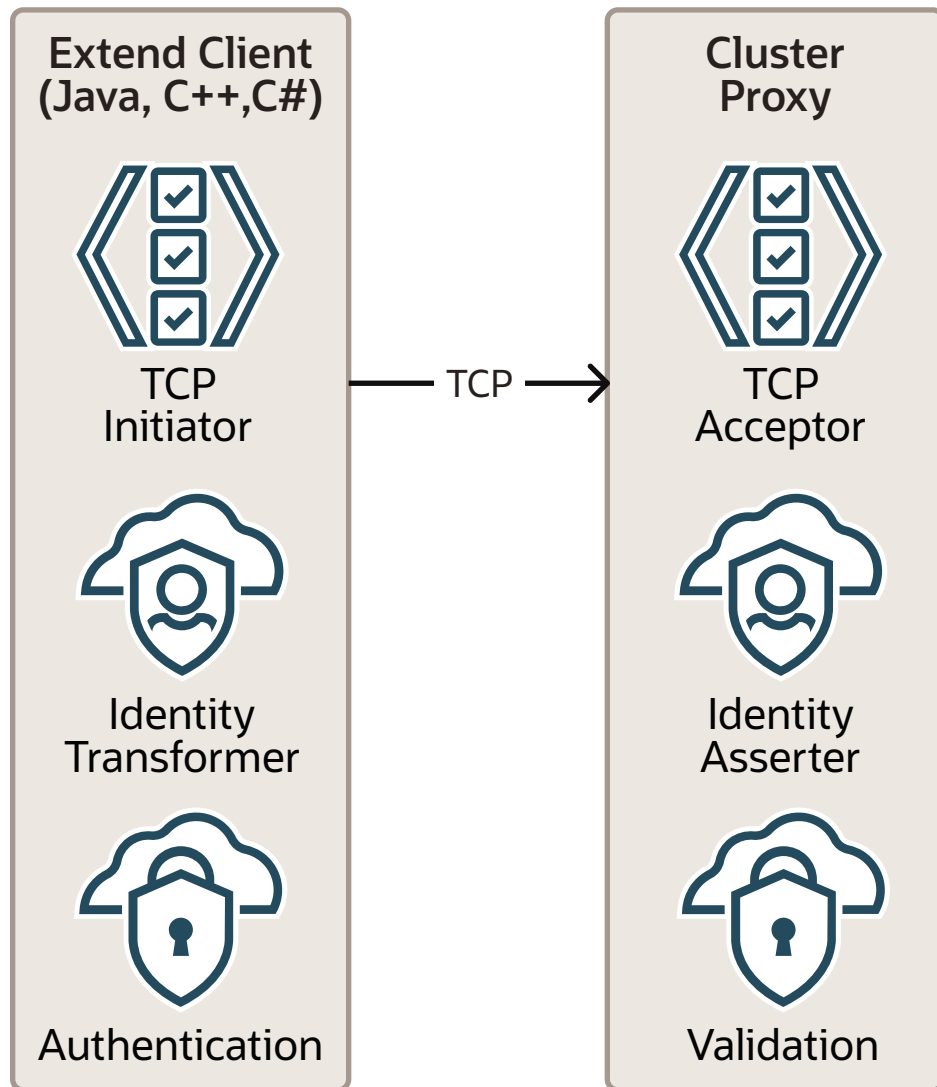 Extend Client
(Java, C++,C#)
TCP
Initiator
Identity
Transformer
Authentication
TCP
Cluster
Proxy
TCP
Acceptor
Identity
Asserter
Validation